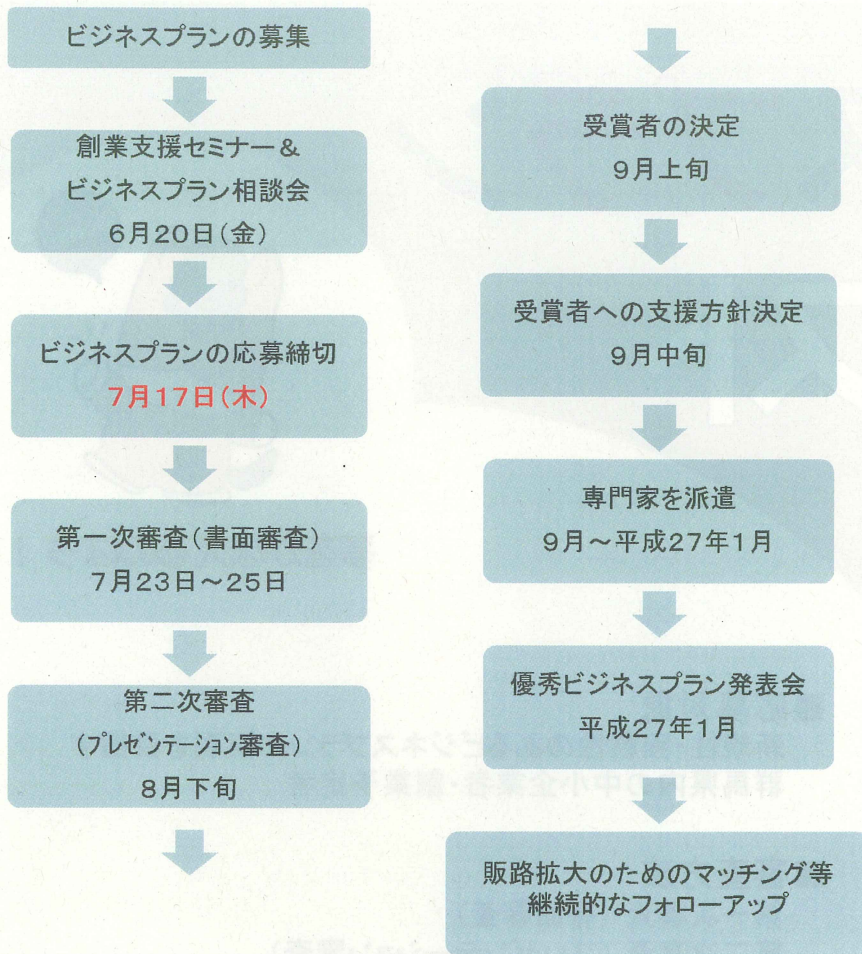 ビジネスプランの募集
創業支援セミナー＆
ビジネスプラン相談会
６月２０日（金）
ビジネスプランの応募締切
７月１７日（木）
第一次審査（書面審査）
７月２３日～２５日
第二次審査
（ﾌﾟﾚｾﾞﾝﾃｰｼｮﾝ審査）
８月下旬
受賞者の決定
９月上旬
受賞者への支援方針決定
９月中旬
専門家を派遣
９月～平成２７年１月
優秀ビジネスプラン発表会
平成２７年１月
販路拡大のためのマッチング等
継続的なフォローアップ